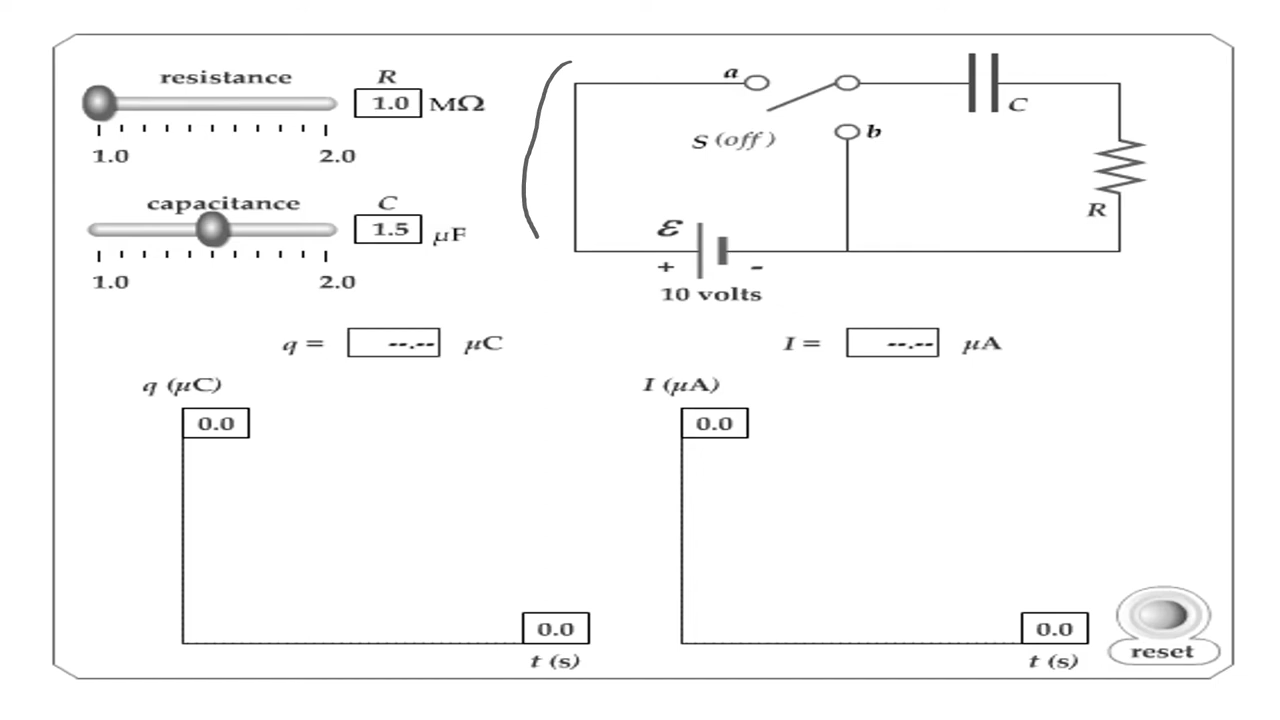 resistance R
1.0 MΩ
1.0 2.0
capacitance C
1.5 μF
1.0 2.0
a
S (off)
b
C
R
ℰ
+ -
10 volts
q = --.-- μC
I = --.-- μA
q (μC)
0.0
0.0
t (s)
I (μA)
0.0
0.0
t (s)
reset